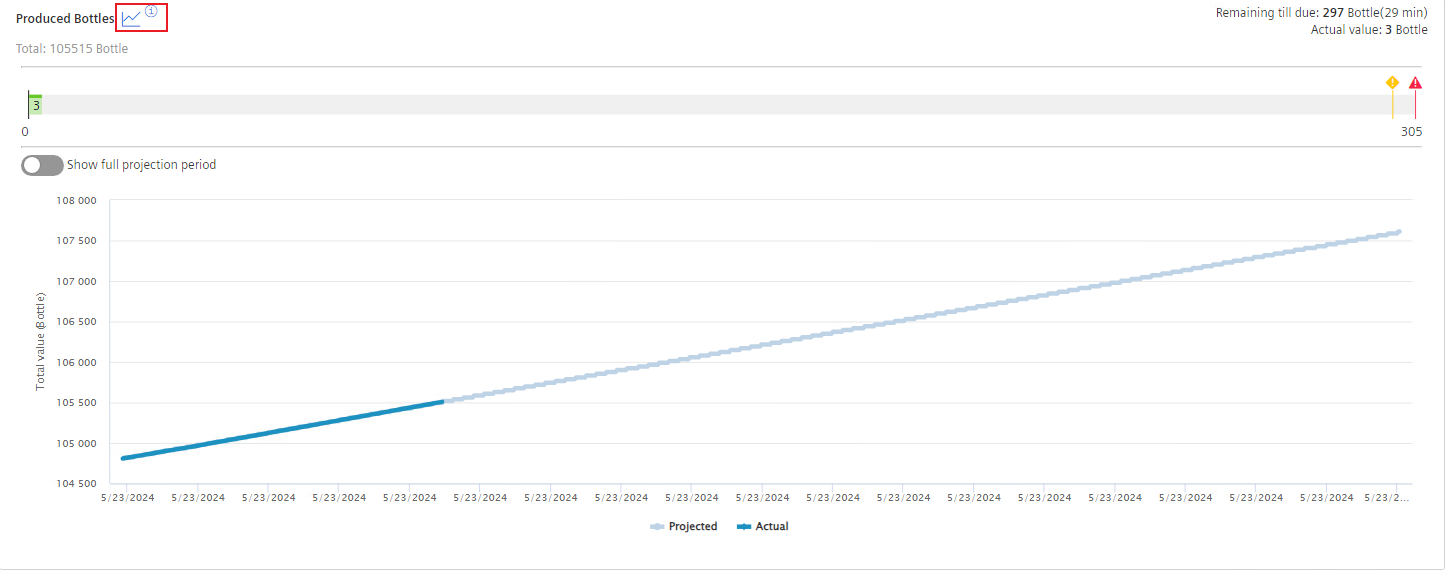 Produced Bottles
Remaining till due: 297 Bottle(29 min)
Actual value: 3 Bottle
Total: 105515 Bottle
3
0
305
Show full projection period
108 000
107 500
107 000
106 500
106 000
105 500
105 000
104 500
Total value (Bottle)
5/23/2024 5/23/2024 5/23/2024 5/23/2024 5/23/2024 5/23/2024 5/23/2024 5/23/2024 5/23/2024 5/23/2024 5/23/2024 5/23/2024 5/23/2024 5/23/2024 5/23/2024 5/23/2024 5/23/2024 5/23/2024 5/23/2...
Projected Actual